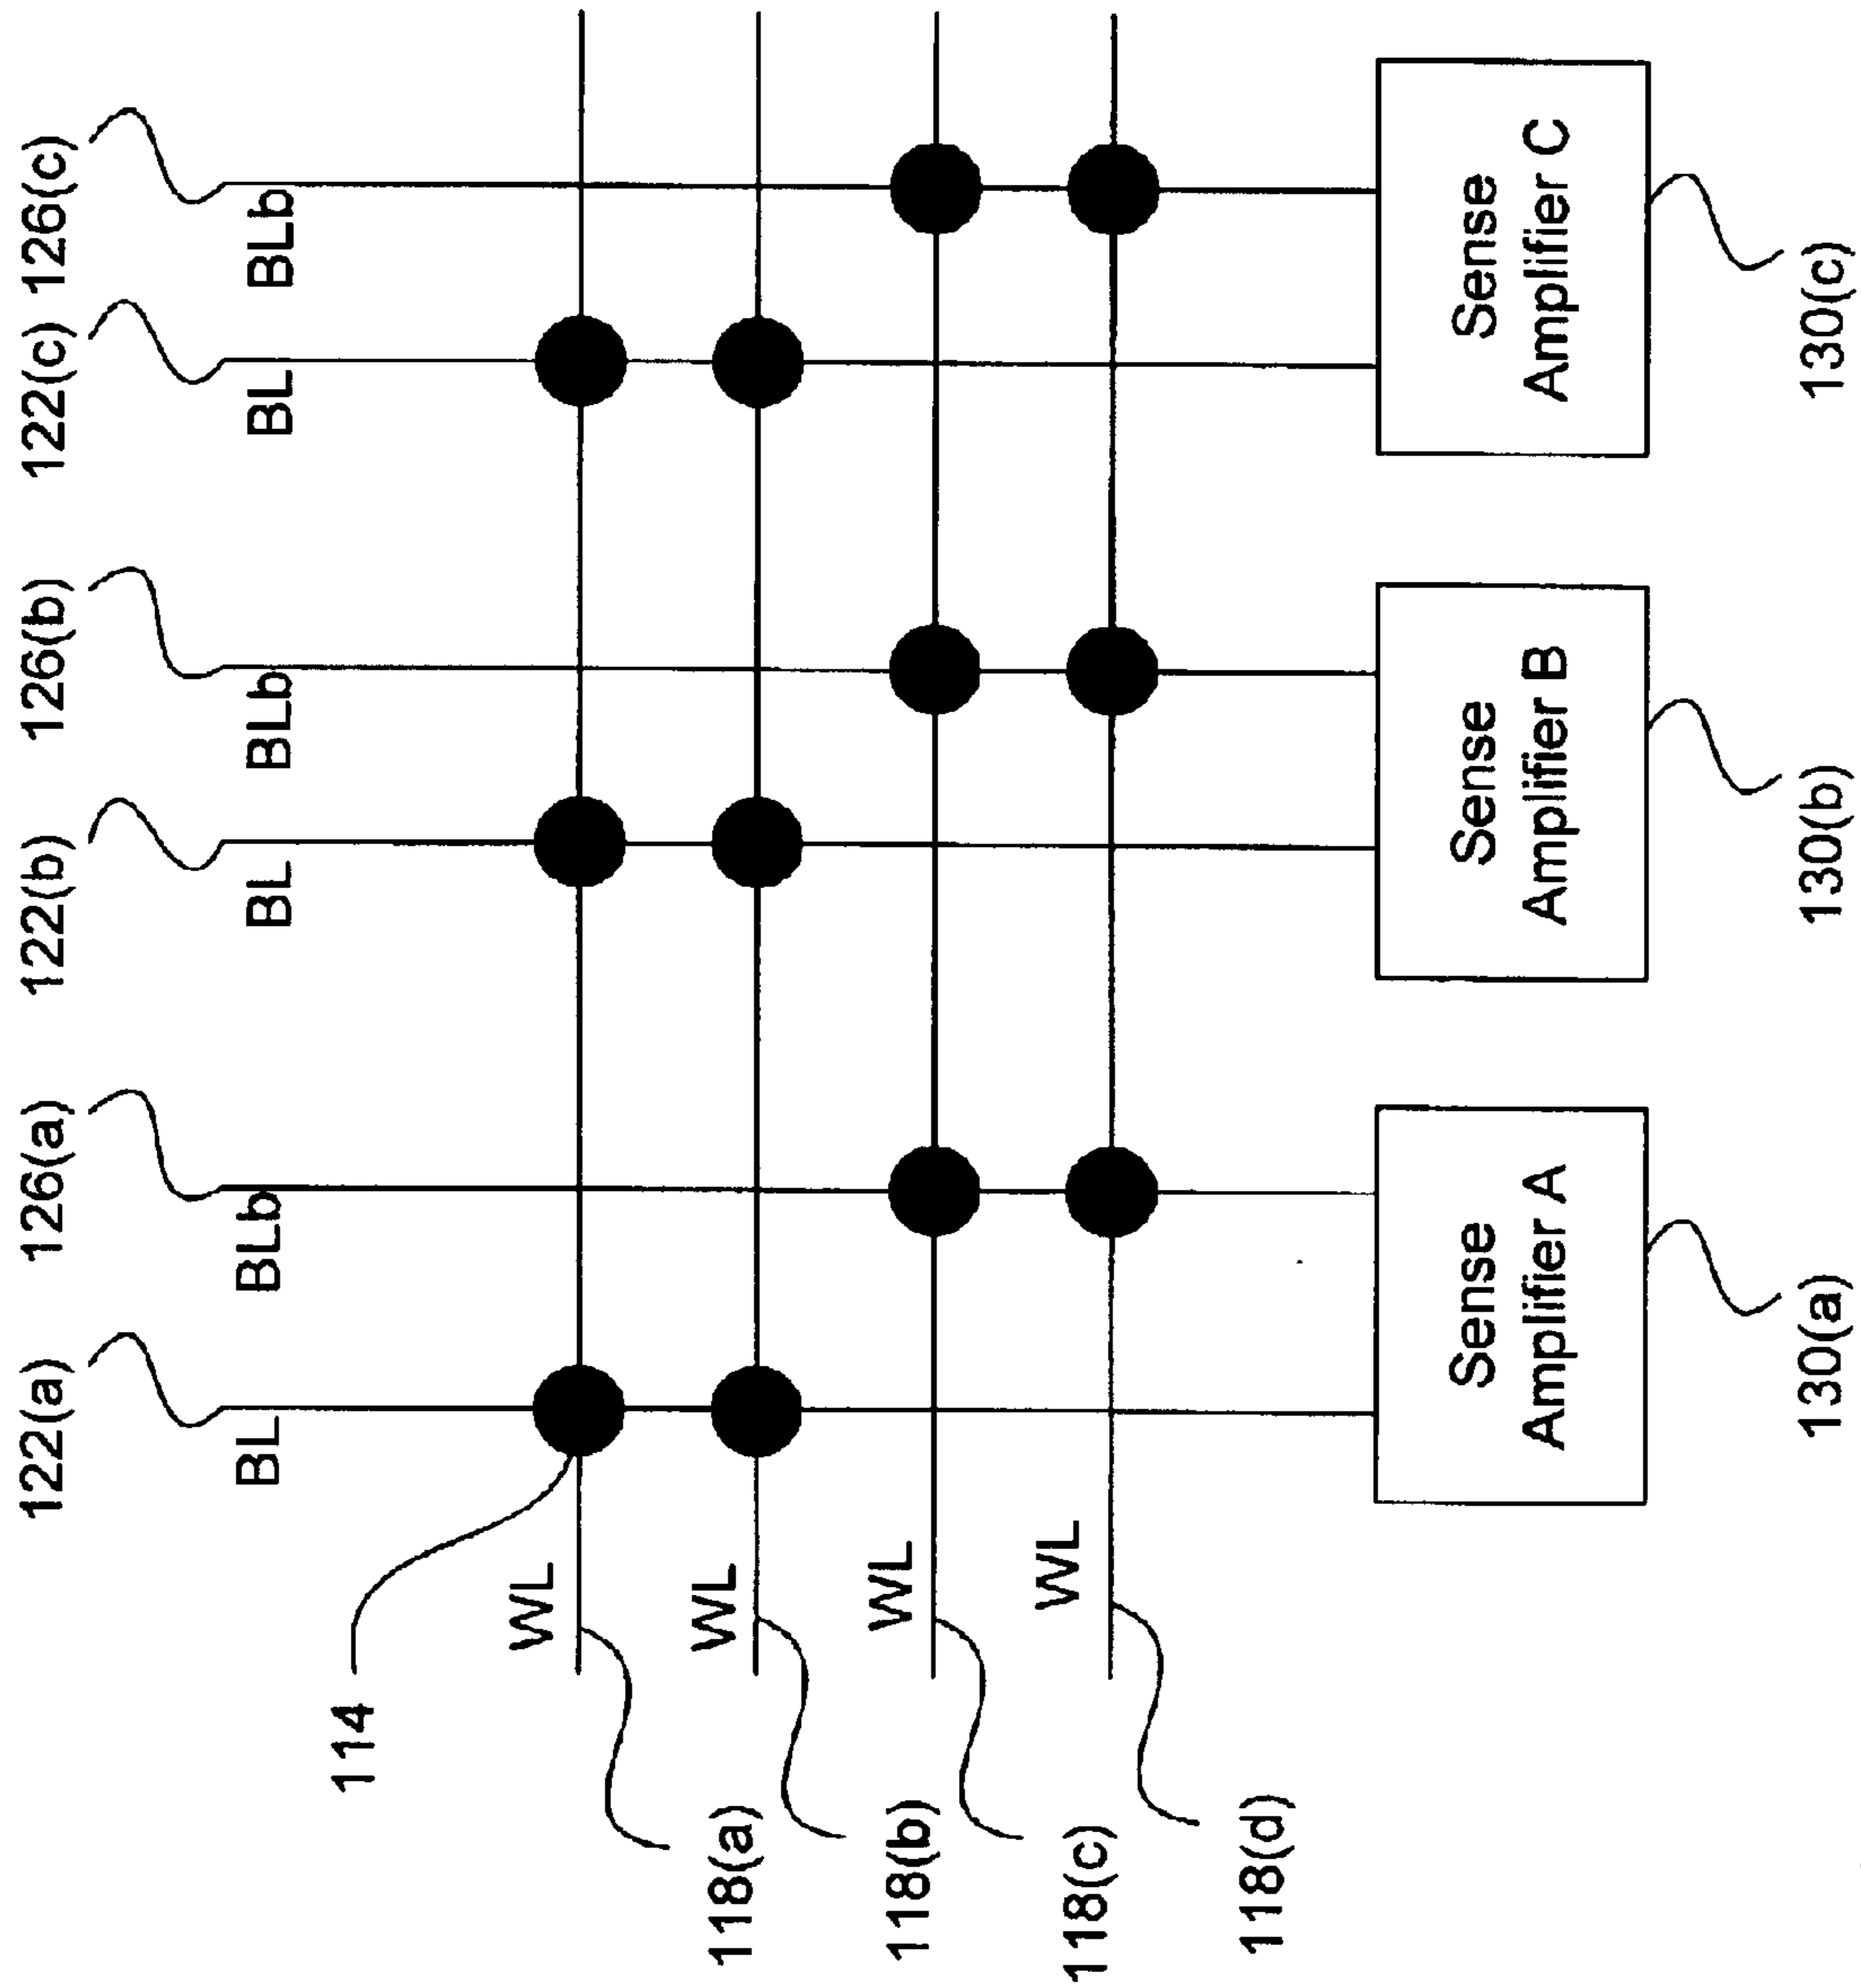 122(a)
126(a)
122(b)
126(b)
122(c)
126(c)
BL
BLb
BL
BLb
BL
BLb
114
WL
WL
WL
WL
118(a)
118(b)
118(c)
118(d)
Sense
Amplifier A
Sense
Amplifier B
Sense
Amplifier C
130(a)
130(b)
130(c)